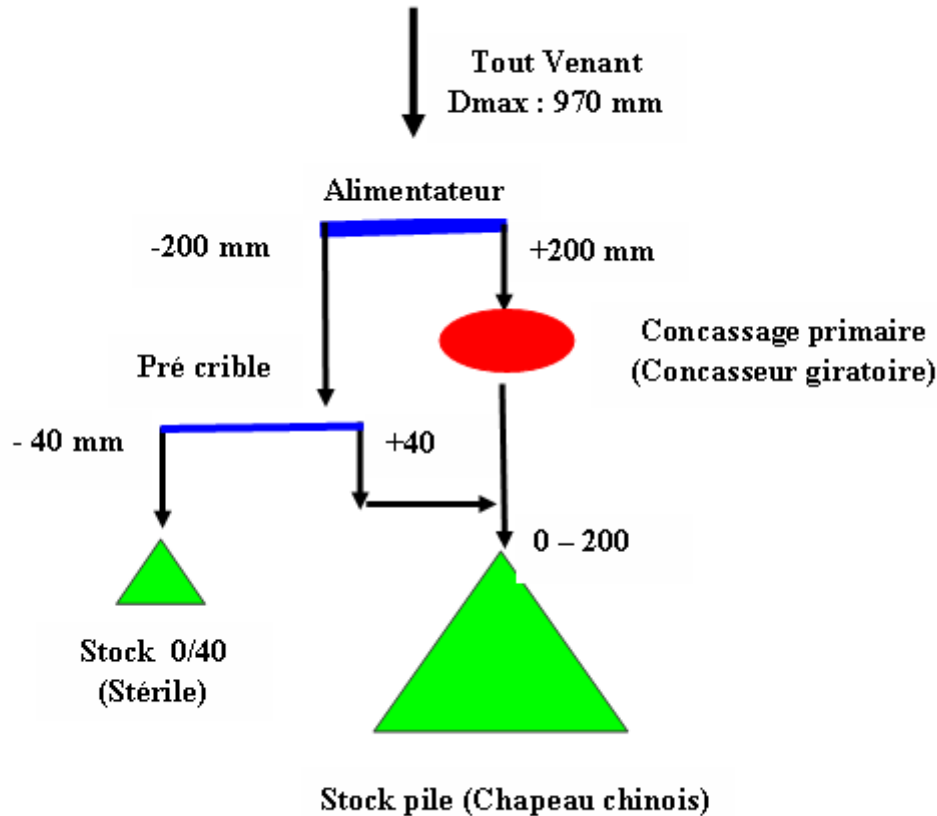 Tout Venant
Dmax : 970 mm
Alimentateur
-200 mm
+200 mm
Concassage primaire
(Concasseur giratoire)
Pré crible
- 40 mm
+40
0 – 200
Stock 0/40
(Stérile)
Stock pile (Chapeau chinois)